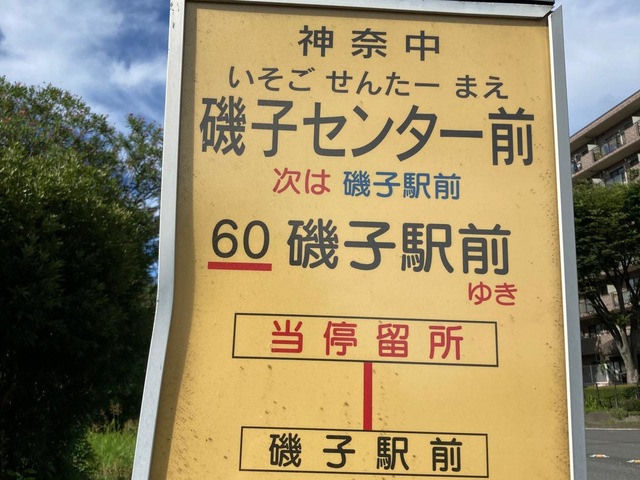 神奈中
いそご せんたー まえ
磯子センター前
次は 磯子駅前
60 磯子駅前
ゆき
当停留所
磯子駅前